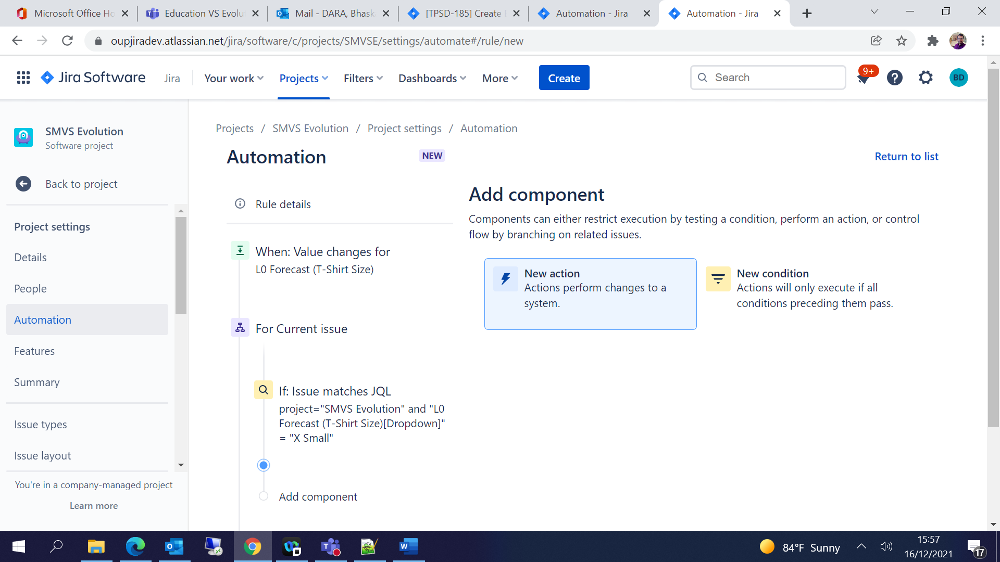 Microsoft Office Ho
Education VS Evolut
Mail - DARA, Bhaska
[TPSD-185] Create E
Automation - Jira
Automation - Jira
oupjiradev.atlassian.net/jira/software/c/projects/SMVSE/settings/automate#/rule/new
Jira Software
Jira
Your work
Projects
Filters
Dashboards
More
Create
Search
9+
BD
SMVS Evolution
Software project
Back to project
Project settings
Details
People
Automation
Features
Summary
Issue types
Issue layout
You're in a company-managed project
Learn more
Projects / SMVS Evolution / Project settings / Automation
Automation
NEW
Return to list
Rule details
When: Value changes for
L0 Forecast (T-Shirt Size)
For Current issue
If: Issue matches JQL
project="SMVS Evolution" and "L0
Forecast (T-Shirt Size)[Dropdown]"
= "X Small"
Add component
Add component
Components can either restrict execution by testing a condition, perform an action, or control
flow by branching on related issues.
New action
Actions perform changes to a
system.
New condition
Actions will only execute if all
conditions preceding them pass.
84°F Sunny
15:57
16/12/2021
17